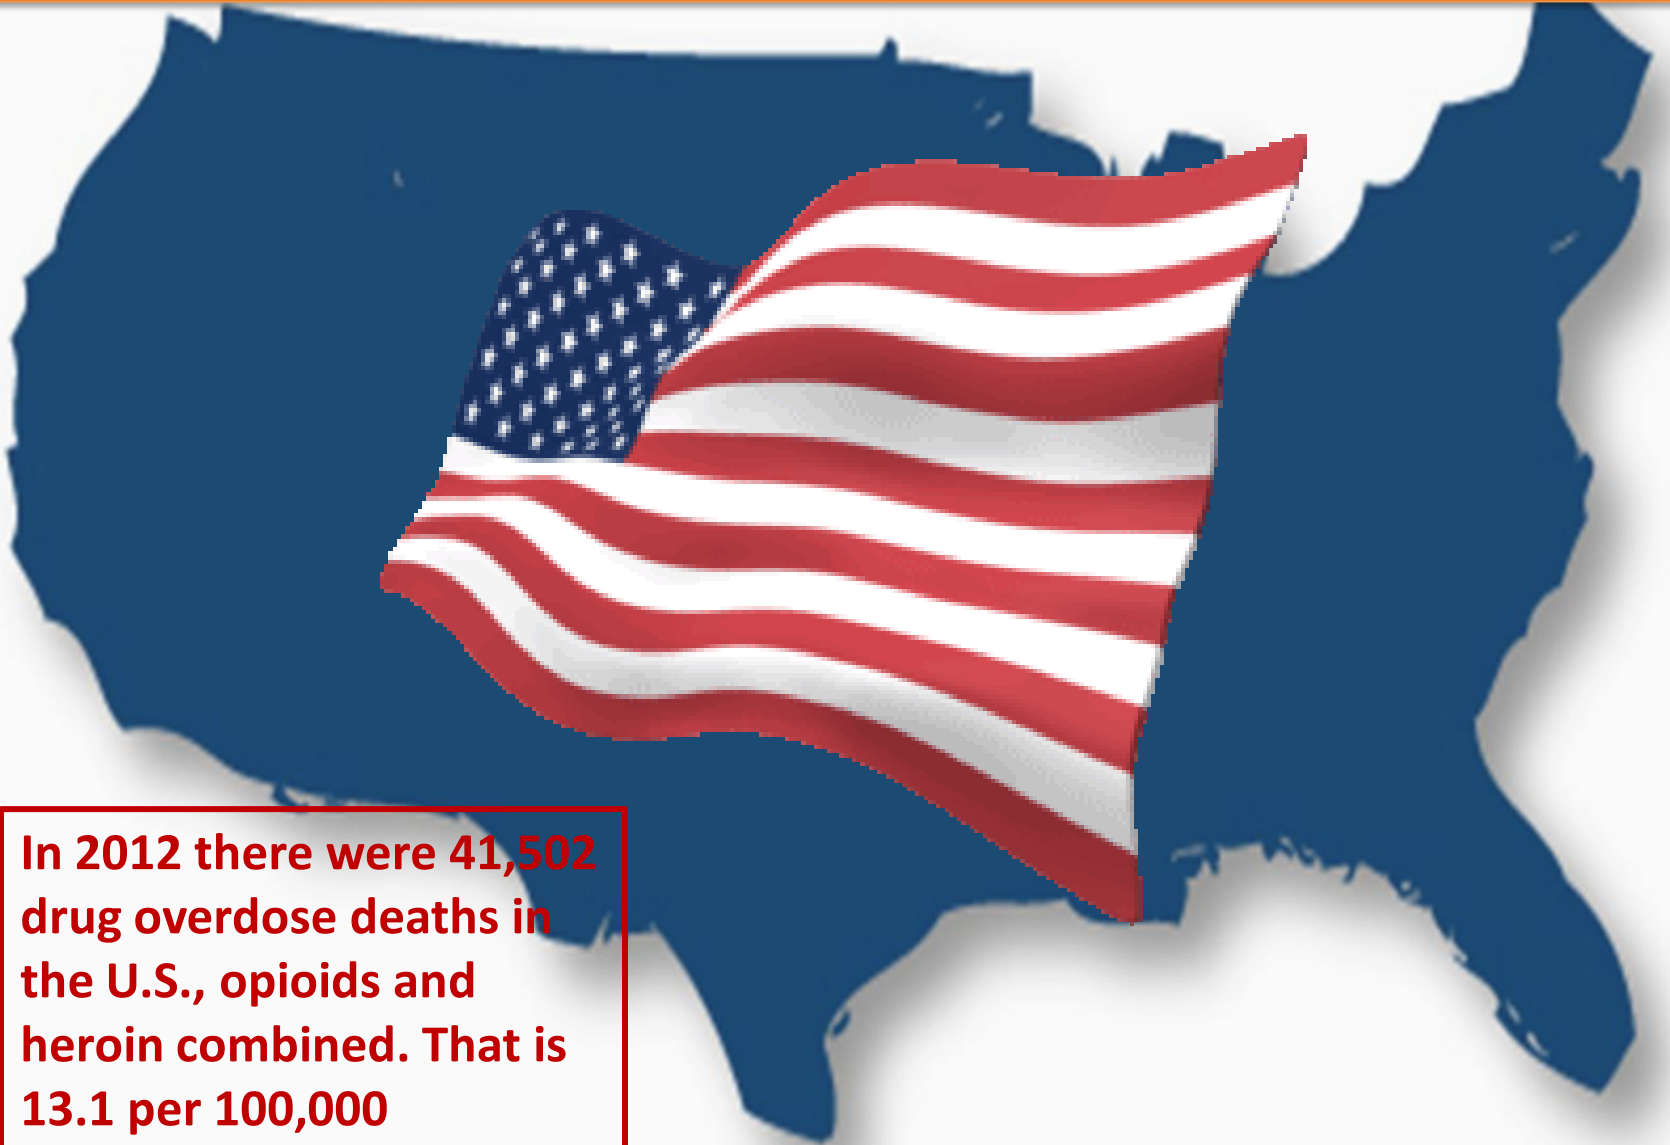 In 2012 there were 41,502
drug overdose deaths in
the U.S., opioids and
heroin combined. That is
13.1 per 100,000